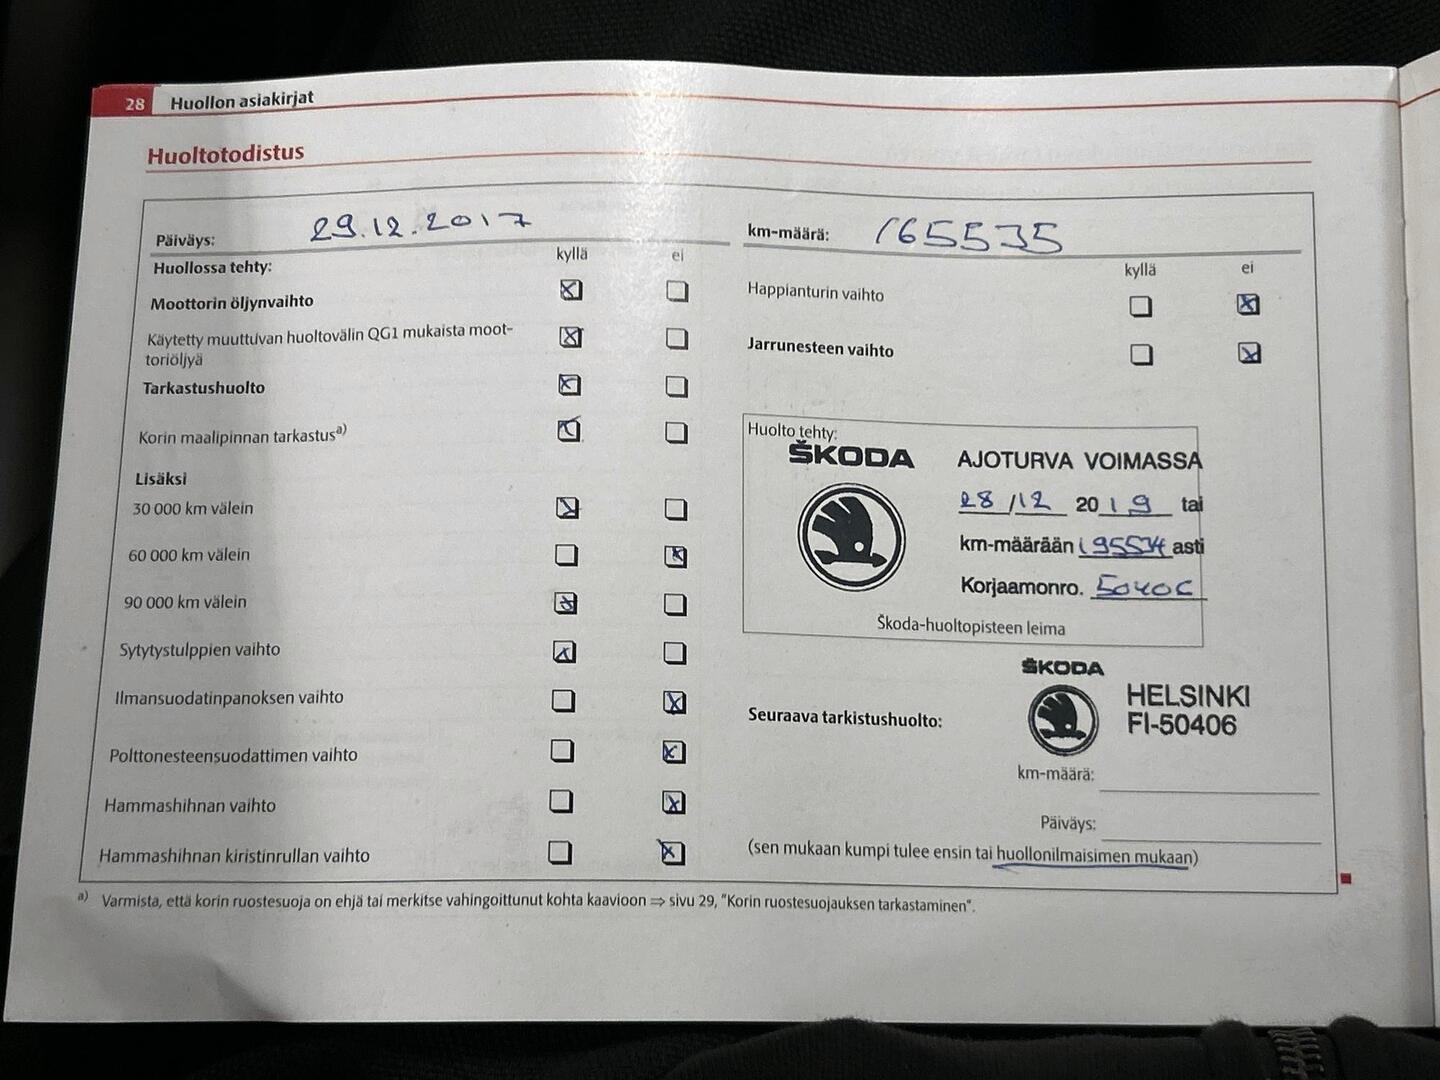 28 Huollon asiakirjat
Huoltotodistus
Päiväys: 29.12.2017
kyllä ei
Huollossa tehty:
Moottorin öljynvaihto
Käytetty muuttuvan huoltovälin QG1 mukaista moot-
toriöljyä
Tarkastushuolto
Korin maalipinnan tarkastus a)
Lisäksi
30 000 km välein
60 000 km välein
90 000 km välein
Sytytystulppien vaihto
Ilmansuodatinpanoksen vaihto
Polttonesteensuodattimen vaihto
Hammashihnan vaihto
Hammashihnan kiristinrullan vaihto
km-määrä: 165535
kyllä ei
Happianturin vaihto
Jarrunesteen vaihto
Huolto tehty:
ŠKODA
AJOTURVA VOIMASSA
28/12 2019 tai
km-määrään 195534 asti
Korjaamonro. 50406
Škoda-huoltopisteen leima
ŠKODA
HELSINKI
FI-50406
Seuraava tarkistushuolto:
km-määrä:
Päiväys:
(sen mukaan kumpi tulee ensin tai huollonilmaisimen mukaan)
a) Varmista, että korin ruostesuoja on ehjä tai merkitse vahingoittunut kohta kaavioon ⇒ sivu 29, "Korin ruostesuojauksen tarkastaminen".